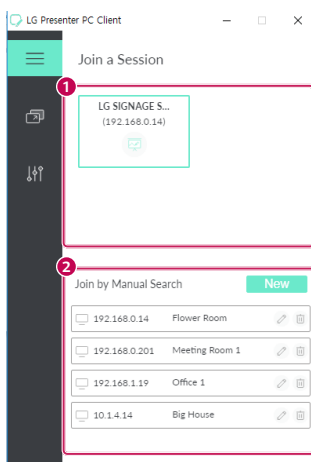 LG Presenter PC Client
Join a Session
1
LG SIGNAGE S...
(192.168.0.14)
2
Join by Manual Search
New
192.168.0.14 Flower Room
192.168.0.201 Meeting Room 1
192.168.1.19 Office 1
10.1.4.14 Big House